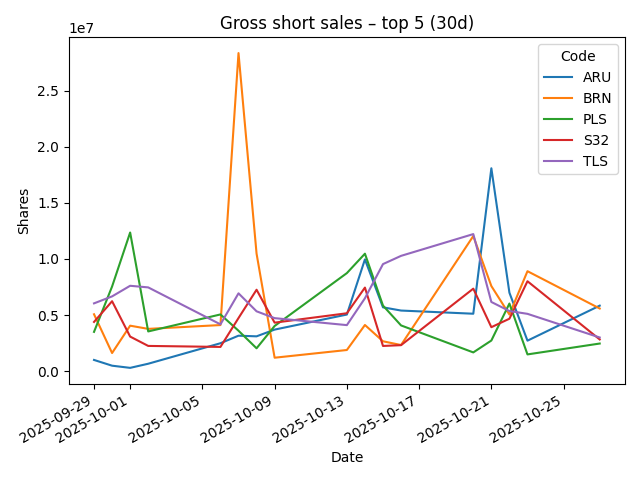 Gross short sales – top 5 (30d)
1e7
Code
ARU
BRN
PLS
S32
TLS
2.5
2.0
1.5
1.0
0.5
0.0
Shares
2025-09-29
2025-10-01
2025-10-05
2025-10-09
2025-10-13
2025-10-17
2025-10-21
2025-10-25
Date